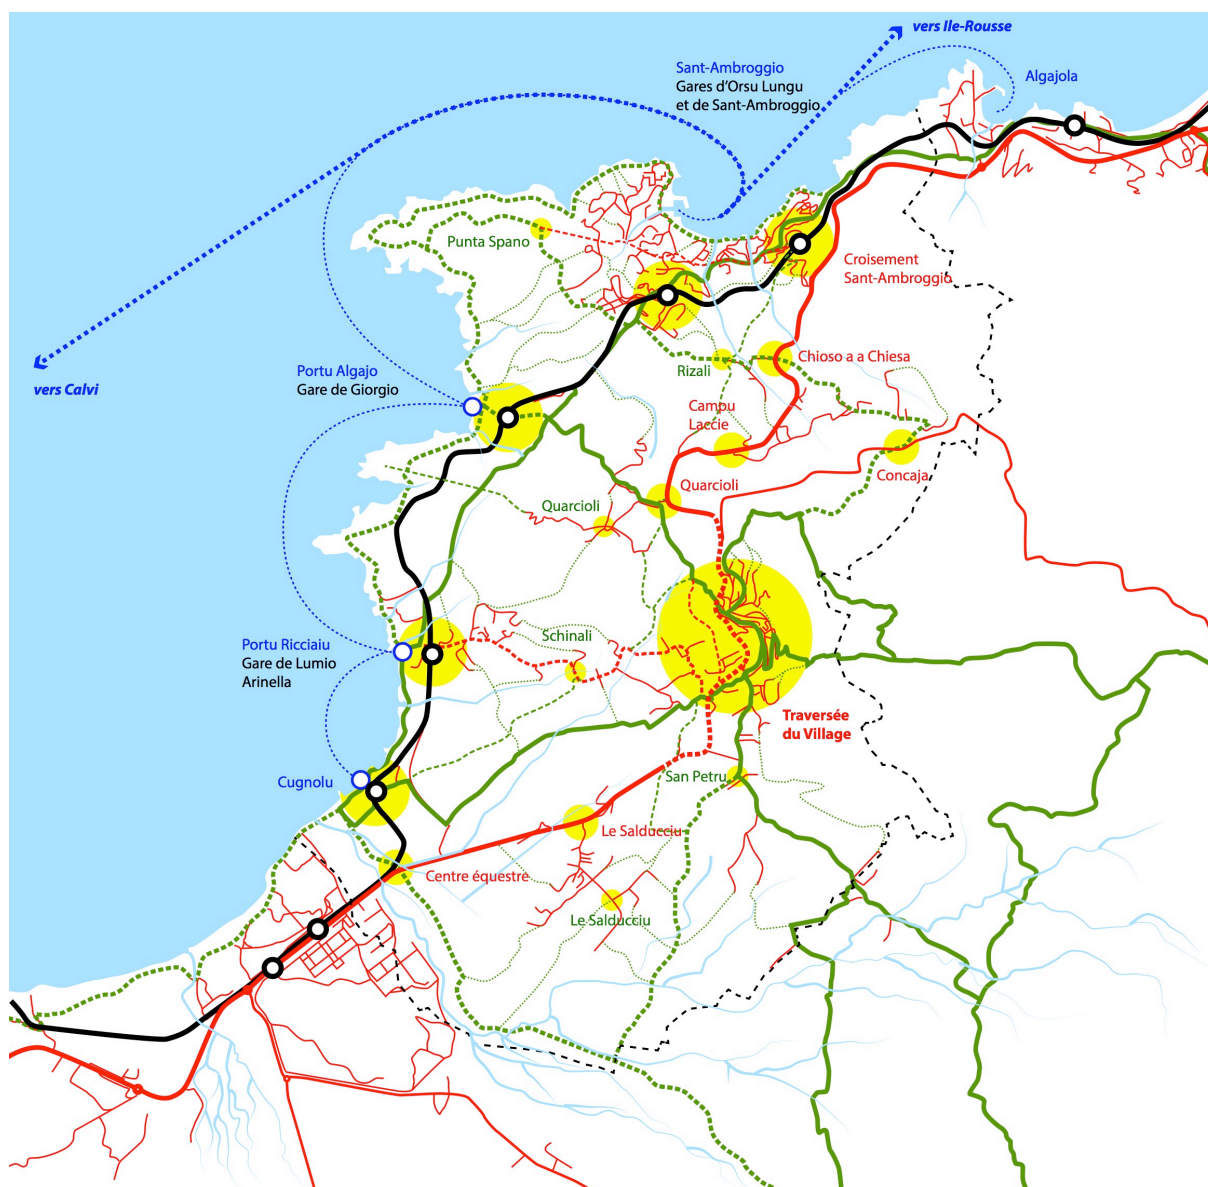 vers Ile-Rousse
Sant-Ambroggio
Gares d'Orsu Lungu
et de Sant-Ambroggio
Algajola
Punta Spano
Croisement
Sant-Ambroggio
vers Calvi
Portu Algajo
Gare de Giorgio
Rizali
Chioso a a Chiesa
Campu
Laccie
Concaja
Quarcioli
Quarcioli
Schinali
Portu Ricciaiu
Gare de Lumio
Arinella
Traversée
du Village
Cugnolu
San Petru
Le Salducciu
Centre équestre
Le Salducciu